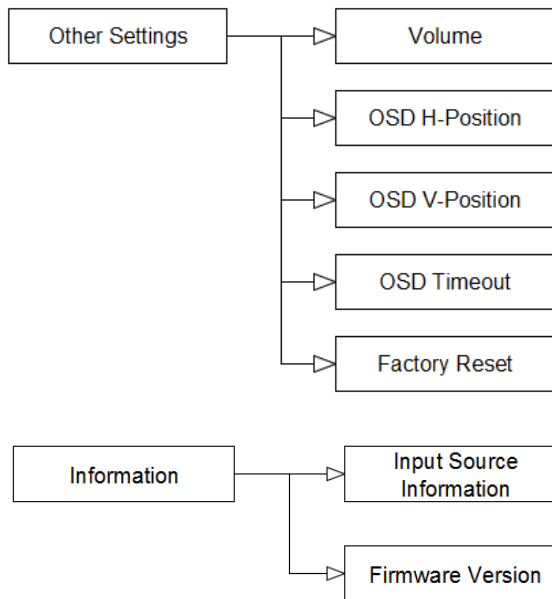 Other Settings
Volume
OSD H-Position
OSD V-Position
OSD Timeout
Factory Reset
Information
Input Source
Information
Firmware Version